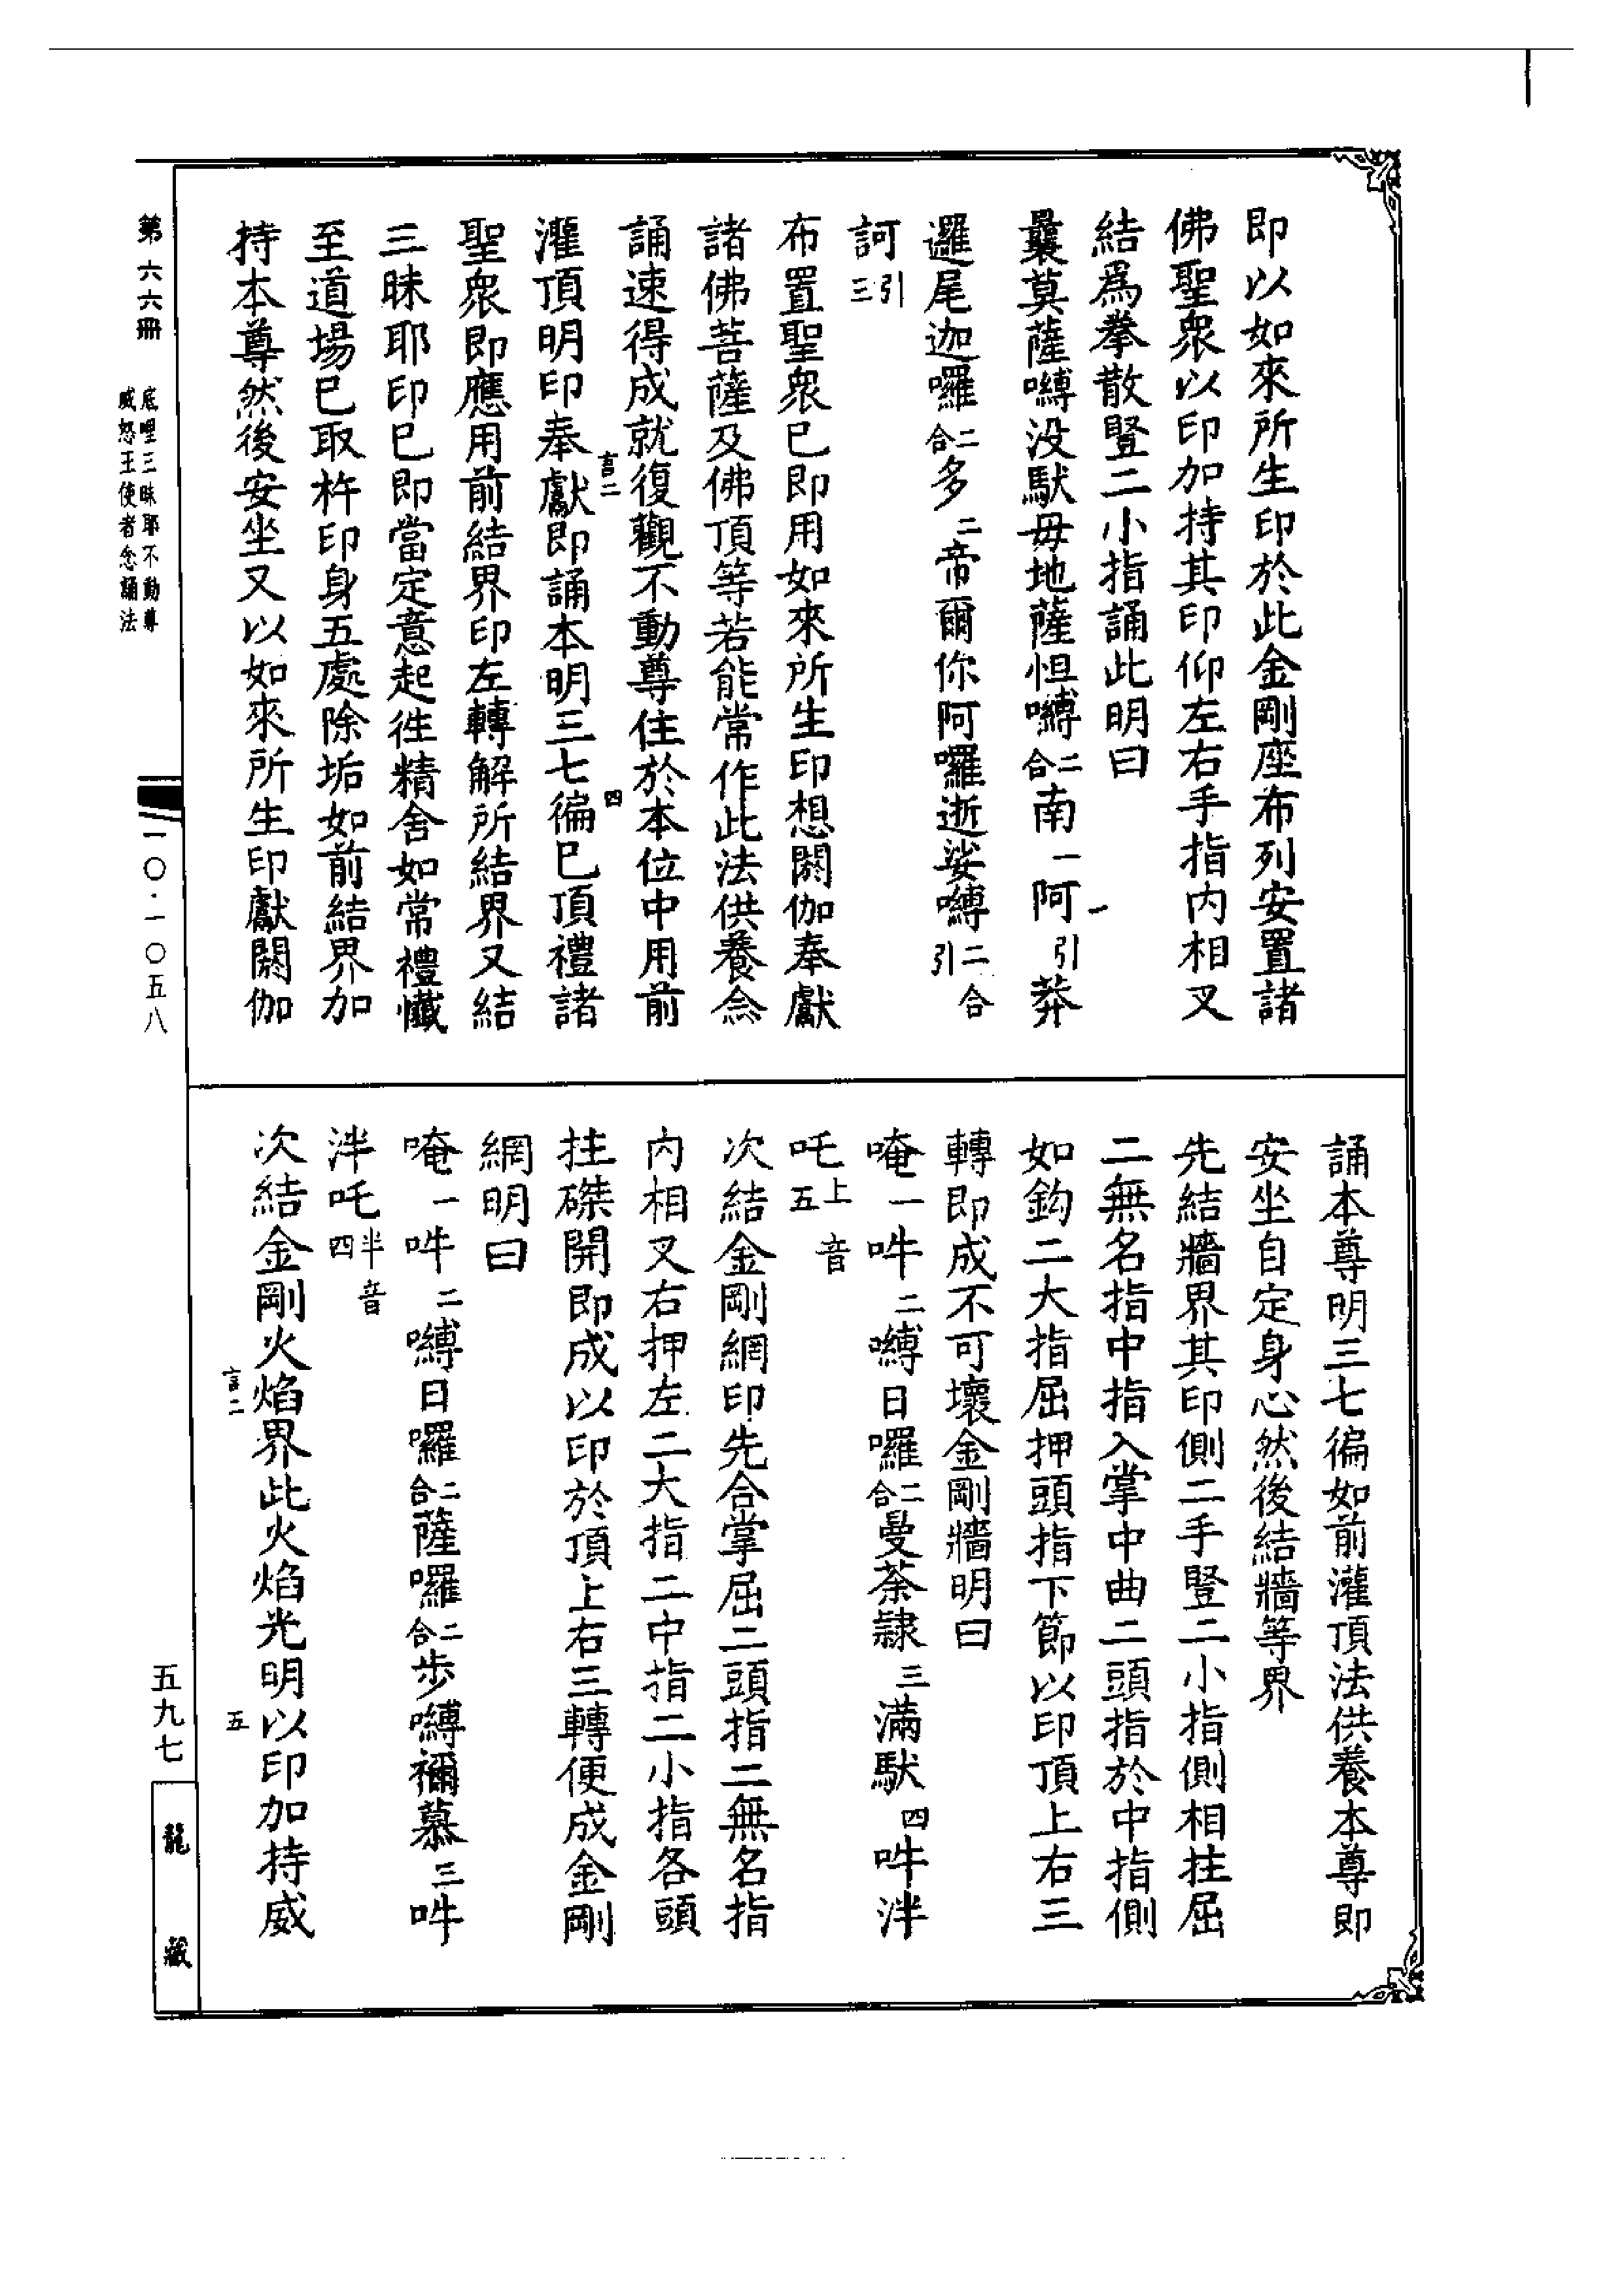 即以如來所生印於此金剛座布列安置諸
佛聖衆以印加持其印仰左右手指内相叉
結爲拳散豎二小指誦此明曰
曩莫薩嚩没馱毋地薩怛嚩二合南一阿引莽
邏尾迦囉二合多二帝爾你阿囉逝娑嚩二合引
訶引三
布置聖衆已即用如來所生印想閼伽奉獻
諸佛菩薩及佛頂等若能常作此法供養念
誦速得成就復觀不動尊住於本位中用前
灌頂明印奉獻即誦本明三七徧已頂禮諸
聖衆即應用前結界印左轉解所結界又結
三昧耶印已即當定意起徃精舍如常禮懺
至道場已取杵印身五處除垢如前結界加
持本尊然後安坐又以如來所生印獻閼伽
言二
四
誦本尊明三七徧如前灌頂法供養本尊即
安坐自定身心然後結牆等界
先結牆界其印側二手豎二小指側相拄屈
二無名指中指入掌中曲二頭指於中指側
如鈎二大指屈押頭指下節以印頂上右三
轉即成不可壞金剛牆明曰
唵一吽二嚩日囉二合曼荼隸三滿馱四吽泮
吒上音五
次結金剛網印先合掌屈二頭指二無名指
内相叉右押左二大指二中指二小指各頭
拄磔開即成以印於頂上右三轉便成金剛
網明曰
唵一吽二嚩日囉二合薩囉二合步嚩禰慕三吽
泮吒半音四
次結金剛火焰界此火焰光明以印加持威
言二
五
第六六冊
底哩三昧耶不動尊
威怒王使者念誦法
一〇·一〇五八
五九七
龍藏